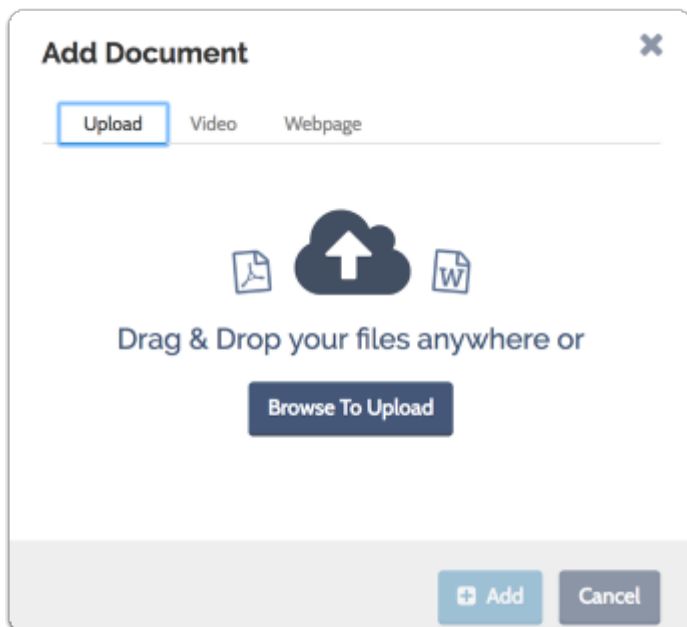 Add Document
Upload Video Webpage
W
Drag & Drop your files anywhere or
Browse To Upload
Add Cancel